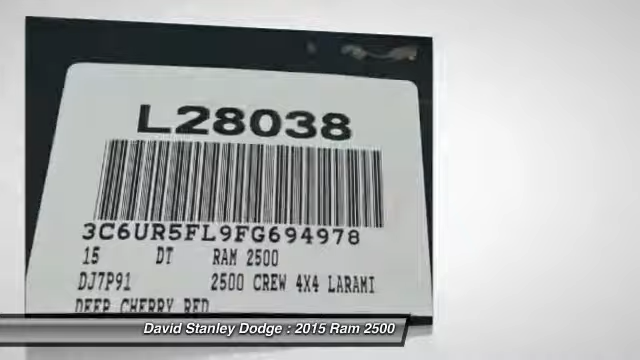 L28038
3C6UR5FL9FG694978
15 DT RAM 2500
DJ7P91 2500 CREW 4X4 LARAMI
DEEP CHERRY RED
David Stanley Dodge : 2015 Ram 2500